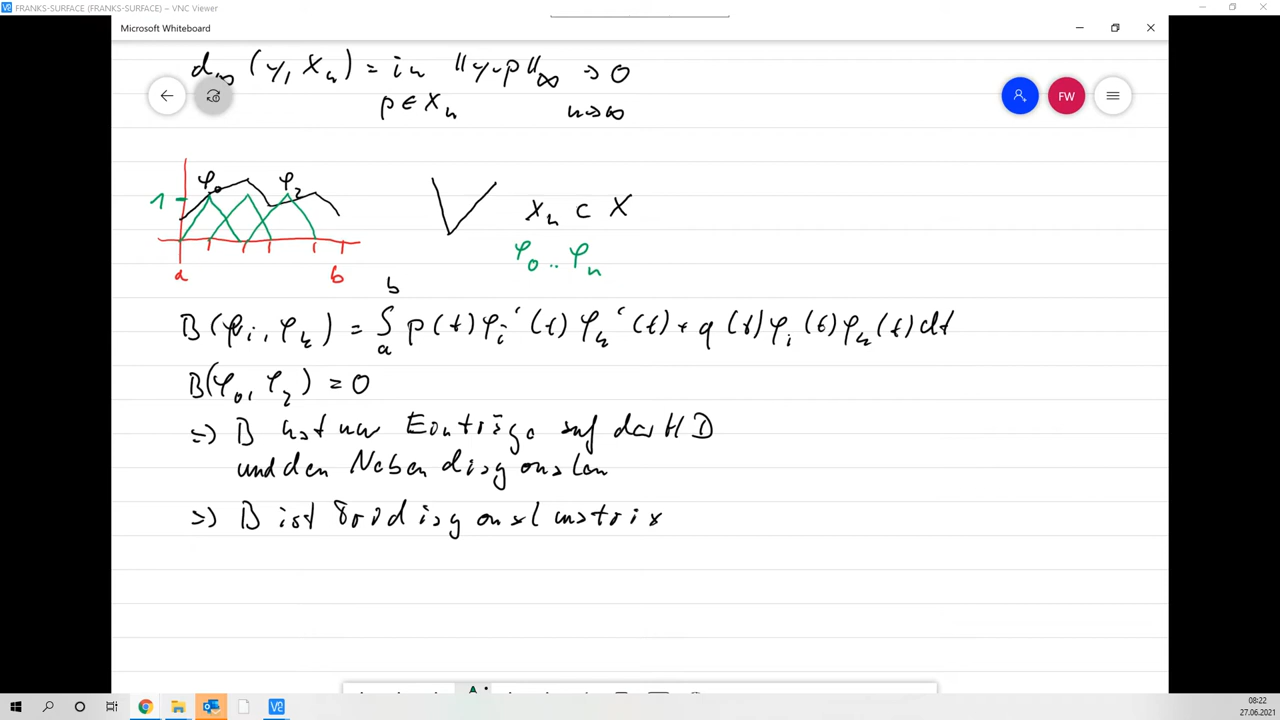 FRANKS-SURFACE (FRANKS-SURFACE) – VNC Viewer
Microsoft Whiteboard
d∞ (y, Xn) = in ‖y-p‖∞ → 0
p ∈ Xn n→∞
FW
φ0 φ2
1
a b
Xn ⊂ X
φ0 .. φn
B(φi, φk) = ∫ₐᵇ p(t) φi'(t) φk'(t) + q(t) φi(t) φk(t) dt
B(φ0, φ2) = 0
⇒ B hat nur Einträge auf der HD
und den Nebendiagonalen
⇒ B ist Tridiagonalmatrix
08:22
27.06.2021